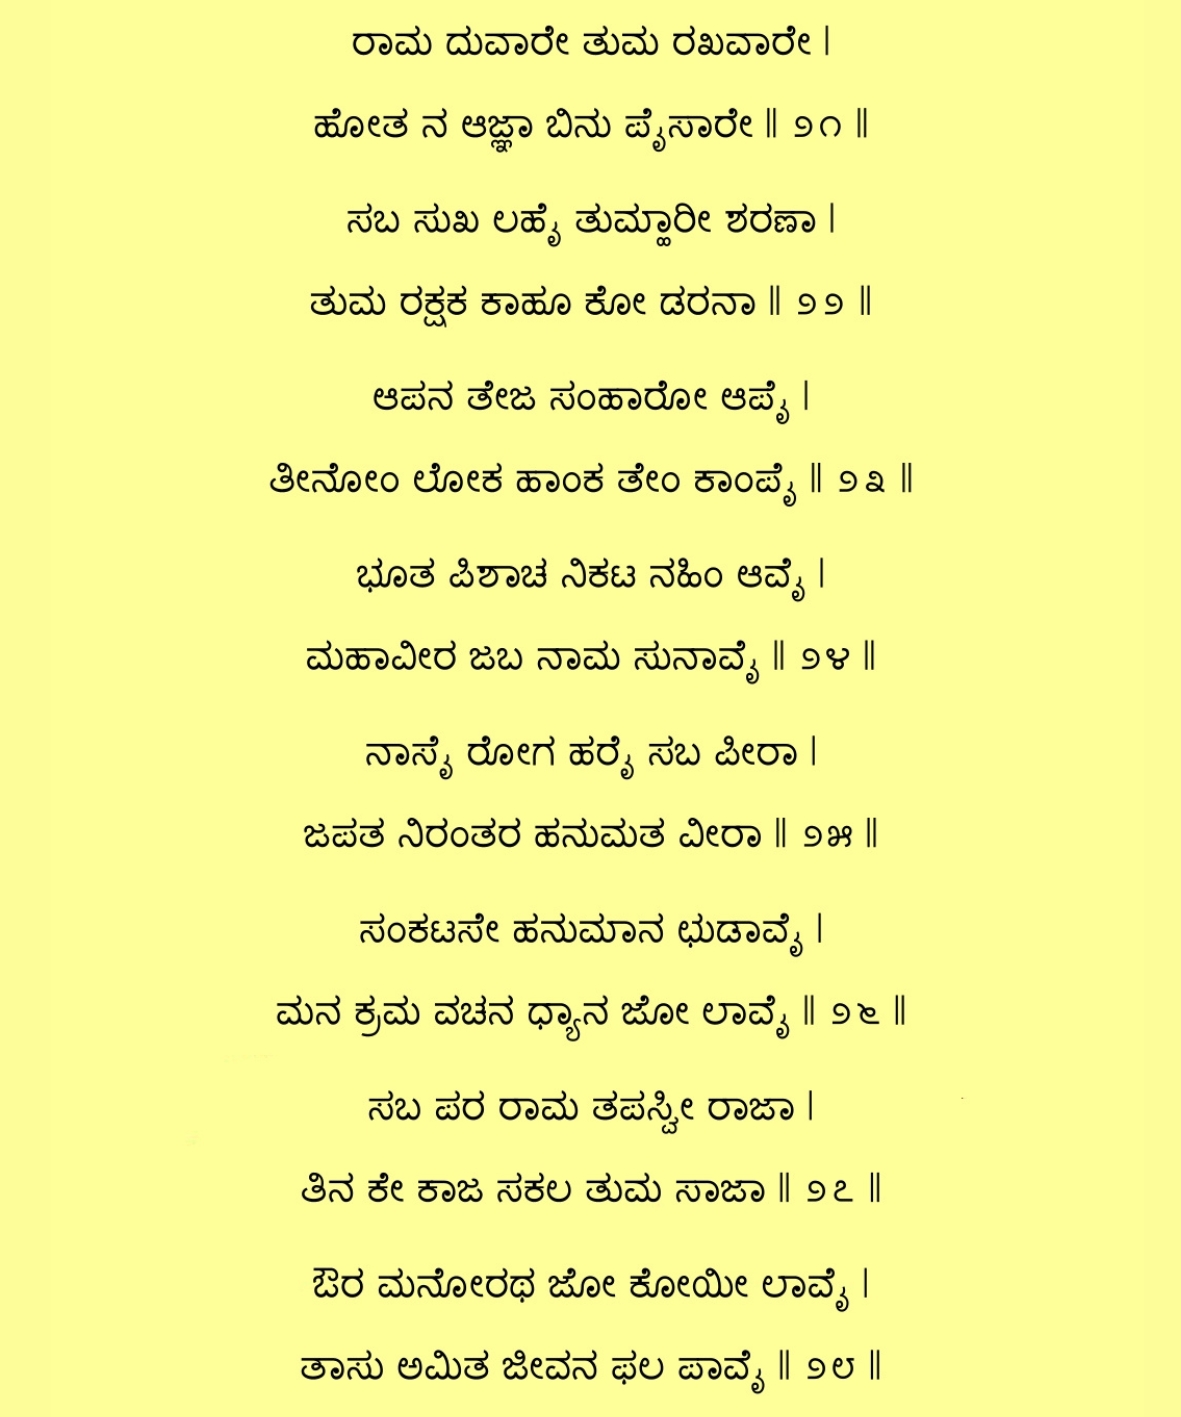 ರಾಮ ದುವಾರೇ ತುಮ ರಖವಾರೇ |
ಹೋತ ನ ಆಜ್ಞಾ ಬಿನು ಪೈಸಾರೇ ‖ ೨೧ ‖
ಸಬ ಸುಖ ಲಹೈ ತುಮ್ಹಾರೀ ಶರಣಾ |
ತುಮ ರಕ್ಷಕ ಕಾಹೂ ಕೋ ಡರನಾ ‖ ೨೨ ‖
ಆಪನ ತೇಜ ಸಂಹಾರೋ ಆಪೈ |
ತೀನೋಂ ಲೋಕ ಹಾಂಕ ತೇಂ ಕಾಂಪೈ ‖ ೨೩ ‖
ಭೂತ ಪಿಶಾಚ ನಿಕಟ ನಹಿಂ ಆವೈ |
ಮಹಾವೀರ ಜಬ ನಾಮ ಸುನಾವೈ ‖ ೨೪ ‖
ನಾಸೈ ರೋಗ ಹರೈ ಸಬ ಪೀರಾ |
ಜಪತ ನಿರಂತರ ಹನುಮತ ವೀರಾ ‖ ೨೫ ‖
ಸಂಕಟಸೇ ಹನುಮಾನ ಛುಡಾವೈ |
ಮನ ಕ್ರಮ ವಚನ ಧ್ಯಾನ ಜೋ ಲಾವೈ ‖ ೨೬ ‖
ಸಬ ಪರ ರಾಮ ತಪಸ್ವೀ ರಾಜಾ |
ತಿನ ಕೇ ಕಾಜ ಸಕಲ ತುಮ ಸಾಜಾ ‖ ೨೭ ‖
ಔರ ಮನೋರಥ ಜೋ ಕೋಯೀ ಲಾವೈ |
ತಾಸು ಅಮಿತ ಜೀವನ ಫಲ ಪಾವೈ ‖ ೨೮ ‖